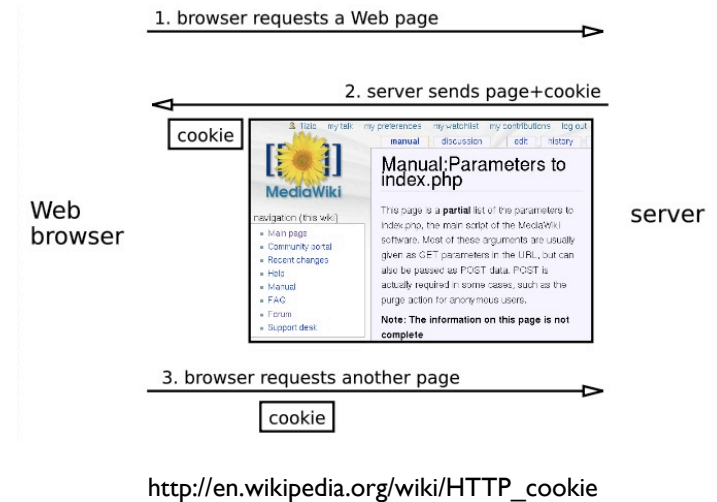 1. browser requests a Web page
2. server sends page+cookie
cookie
Tizio my talk my preferences my watchlist my contributions log out
manual discussion edit history
[[ ]]
MediaWiki
Manual:Parameters to
index.php
navigation (this wiki)
Main page
Community portal
Recent changes
Help
Manual
FAQ
Forum
Support desk
This page is a partial list of the parameters to
index.php, the main script of the MediaWiki
software. Most of these arguments are usually
given as GET parameters in the URL, but can
also be passed as POST data. POST is
actually required in some cases, such as the
purge action for anonymous users.
Note: The information on this page is not
complete
Web
browser
server
3. browser requests another page
cookie
http://en.wikipedia.org/wiki/HTTP_cookie